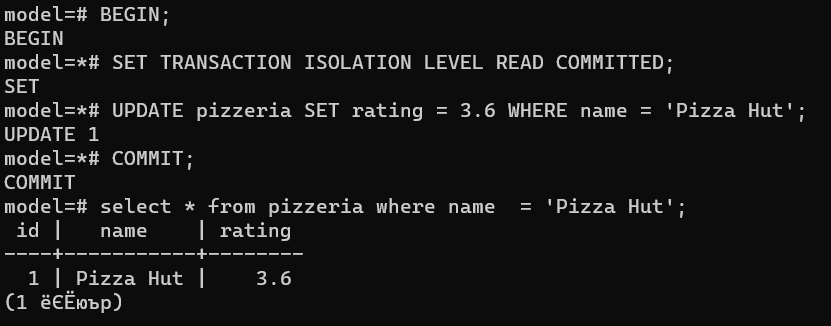 model=# BEGIN;
BEGIN
model=*# SET TRANSACTION ISOLATION LEVEL READ COMMITTED;
SET
model=*# UPDATE pizzeria SET rating = 3.6 WHERE name = 'Pizza Hut';
UPDATE 1
model=*# COMMIT;
COMMIT
model=# select * from pizzeria where name  = 'Pizza Hut';
 id |   name    | rating
----+-----------+--------
  1 | Pizza Hut |    3.6
(1 ёЄЁюър)